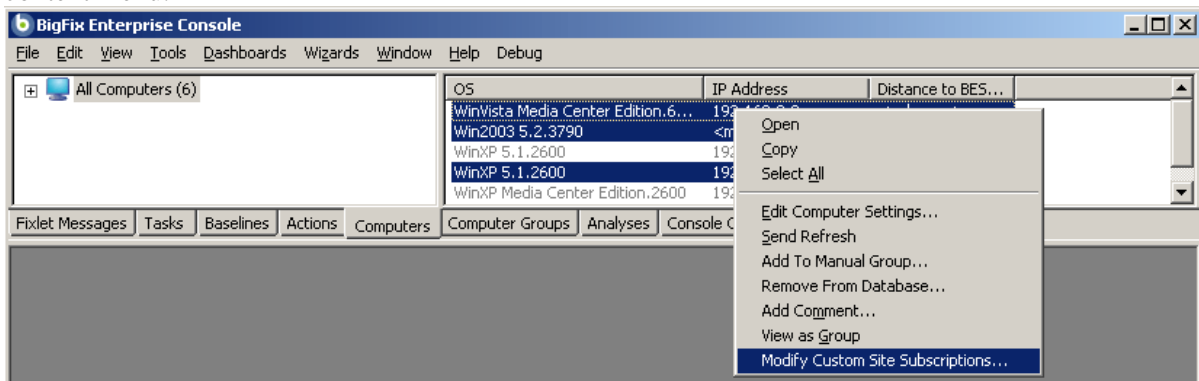 BigFix Enterprise Console
File Edit View Tools Dashboards Wizards Window Help Debug
All Computers (6)
OS IP Address Distance to BES...
WinVista Media Center Edition.6...
Win2003 5.2.3790 <m
WinXP 5.1.2600 192
WinXP 5.1.2600 192
WinXP Media Center Edition.2600 192
Open
Copy
Select All
Edit Computer Settings...
Send Refresh
Add To Manual Group...
Remove From Database...
Add Comment...
View as Group
Modify Custom Site Subscriptions...
Fixlet Messages Tasks Baselines Actions Computers Computer Groups Analyses Console